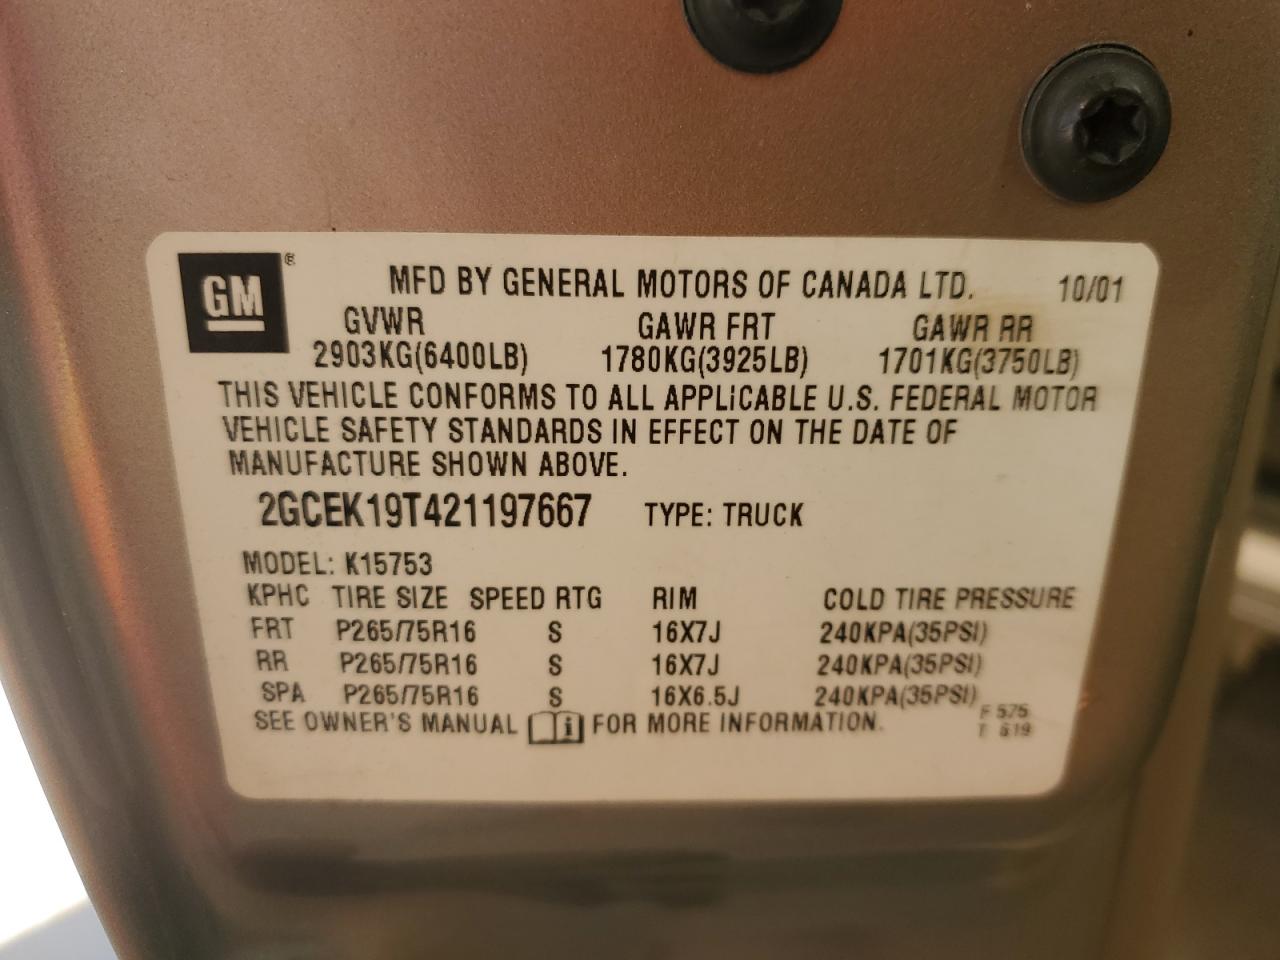 GM ®
MFD BY GENERAL MOTORS OF CANADA LTD. 10/01
GVWR GAWR FRT GAWR RR
2903KG(6400LB) 1780KG(3925LB) 1701KG(3750LB)
THIS VEHICLE CONFORMS TO ALL APPLiCABLE U.S. FEDERAL MOTOR
VEHICLE SAFETY STANDARDS IN EFFECT ON THE DATE OF
MANUFACTURE SHOWN ABOVE.
2GCEK19T421197667 TYPE: TRUCK
MODEL: K15753
KPHC TIRE SIZE SPEED RTG RIM COLD TIRE PRESSURE
FRT P265/75R16 S 16X7J 240KPA(35PSI)
RR P265/75R16 S 16X7J 240KPA(35PSI)
SPA P265/75R16 S 16X6.5J 240KPA(35PSI)
SEE OWNER'S MANUAL i FOR MORE INFORMATION.
F 575
T 619